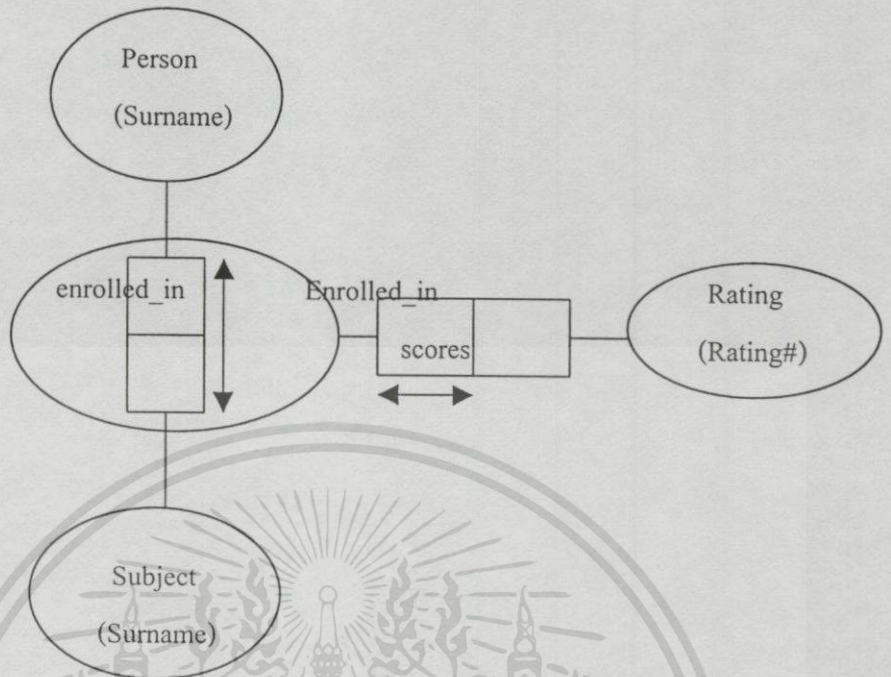 Person
(Surname)
enrolled_in
Enrolled_in
scores
Rating
(Rating#)
Subject
(Surname)